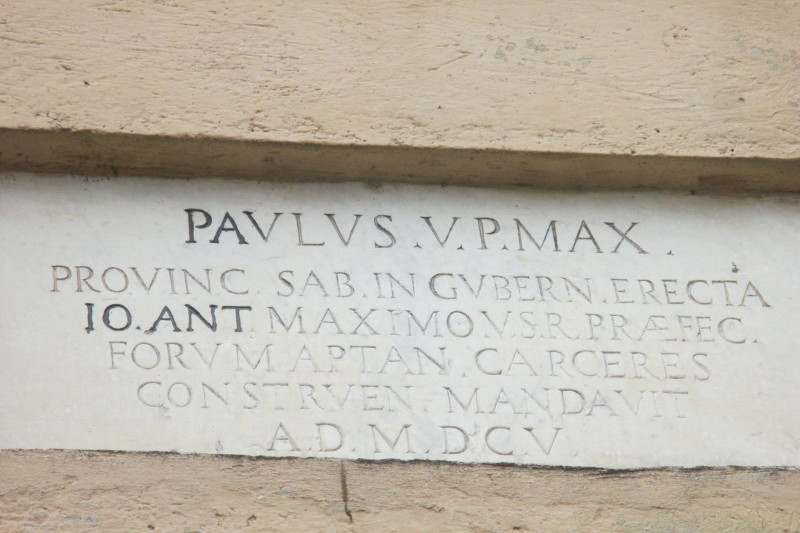 PAVLVS.V.P.MAX.
PROVINC.SAB.IN GVBERN.ERECTA
IO.ANT.MAXIMO V.S.R.PRÆFEC.
FORVM APTAN. CARCERES
CONSTRVEN. MANDAVIT
A.D.M.DCV